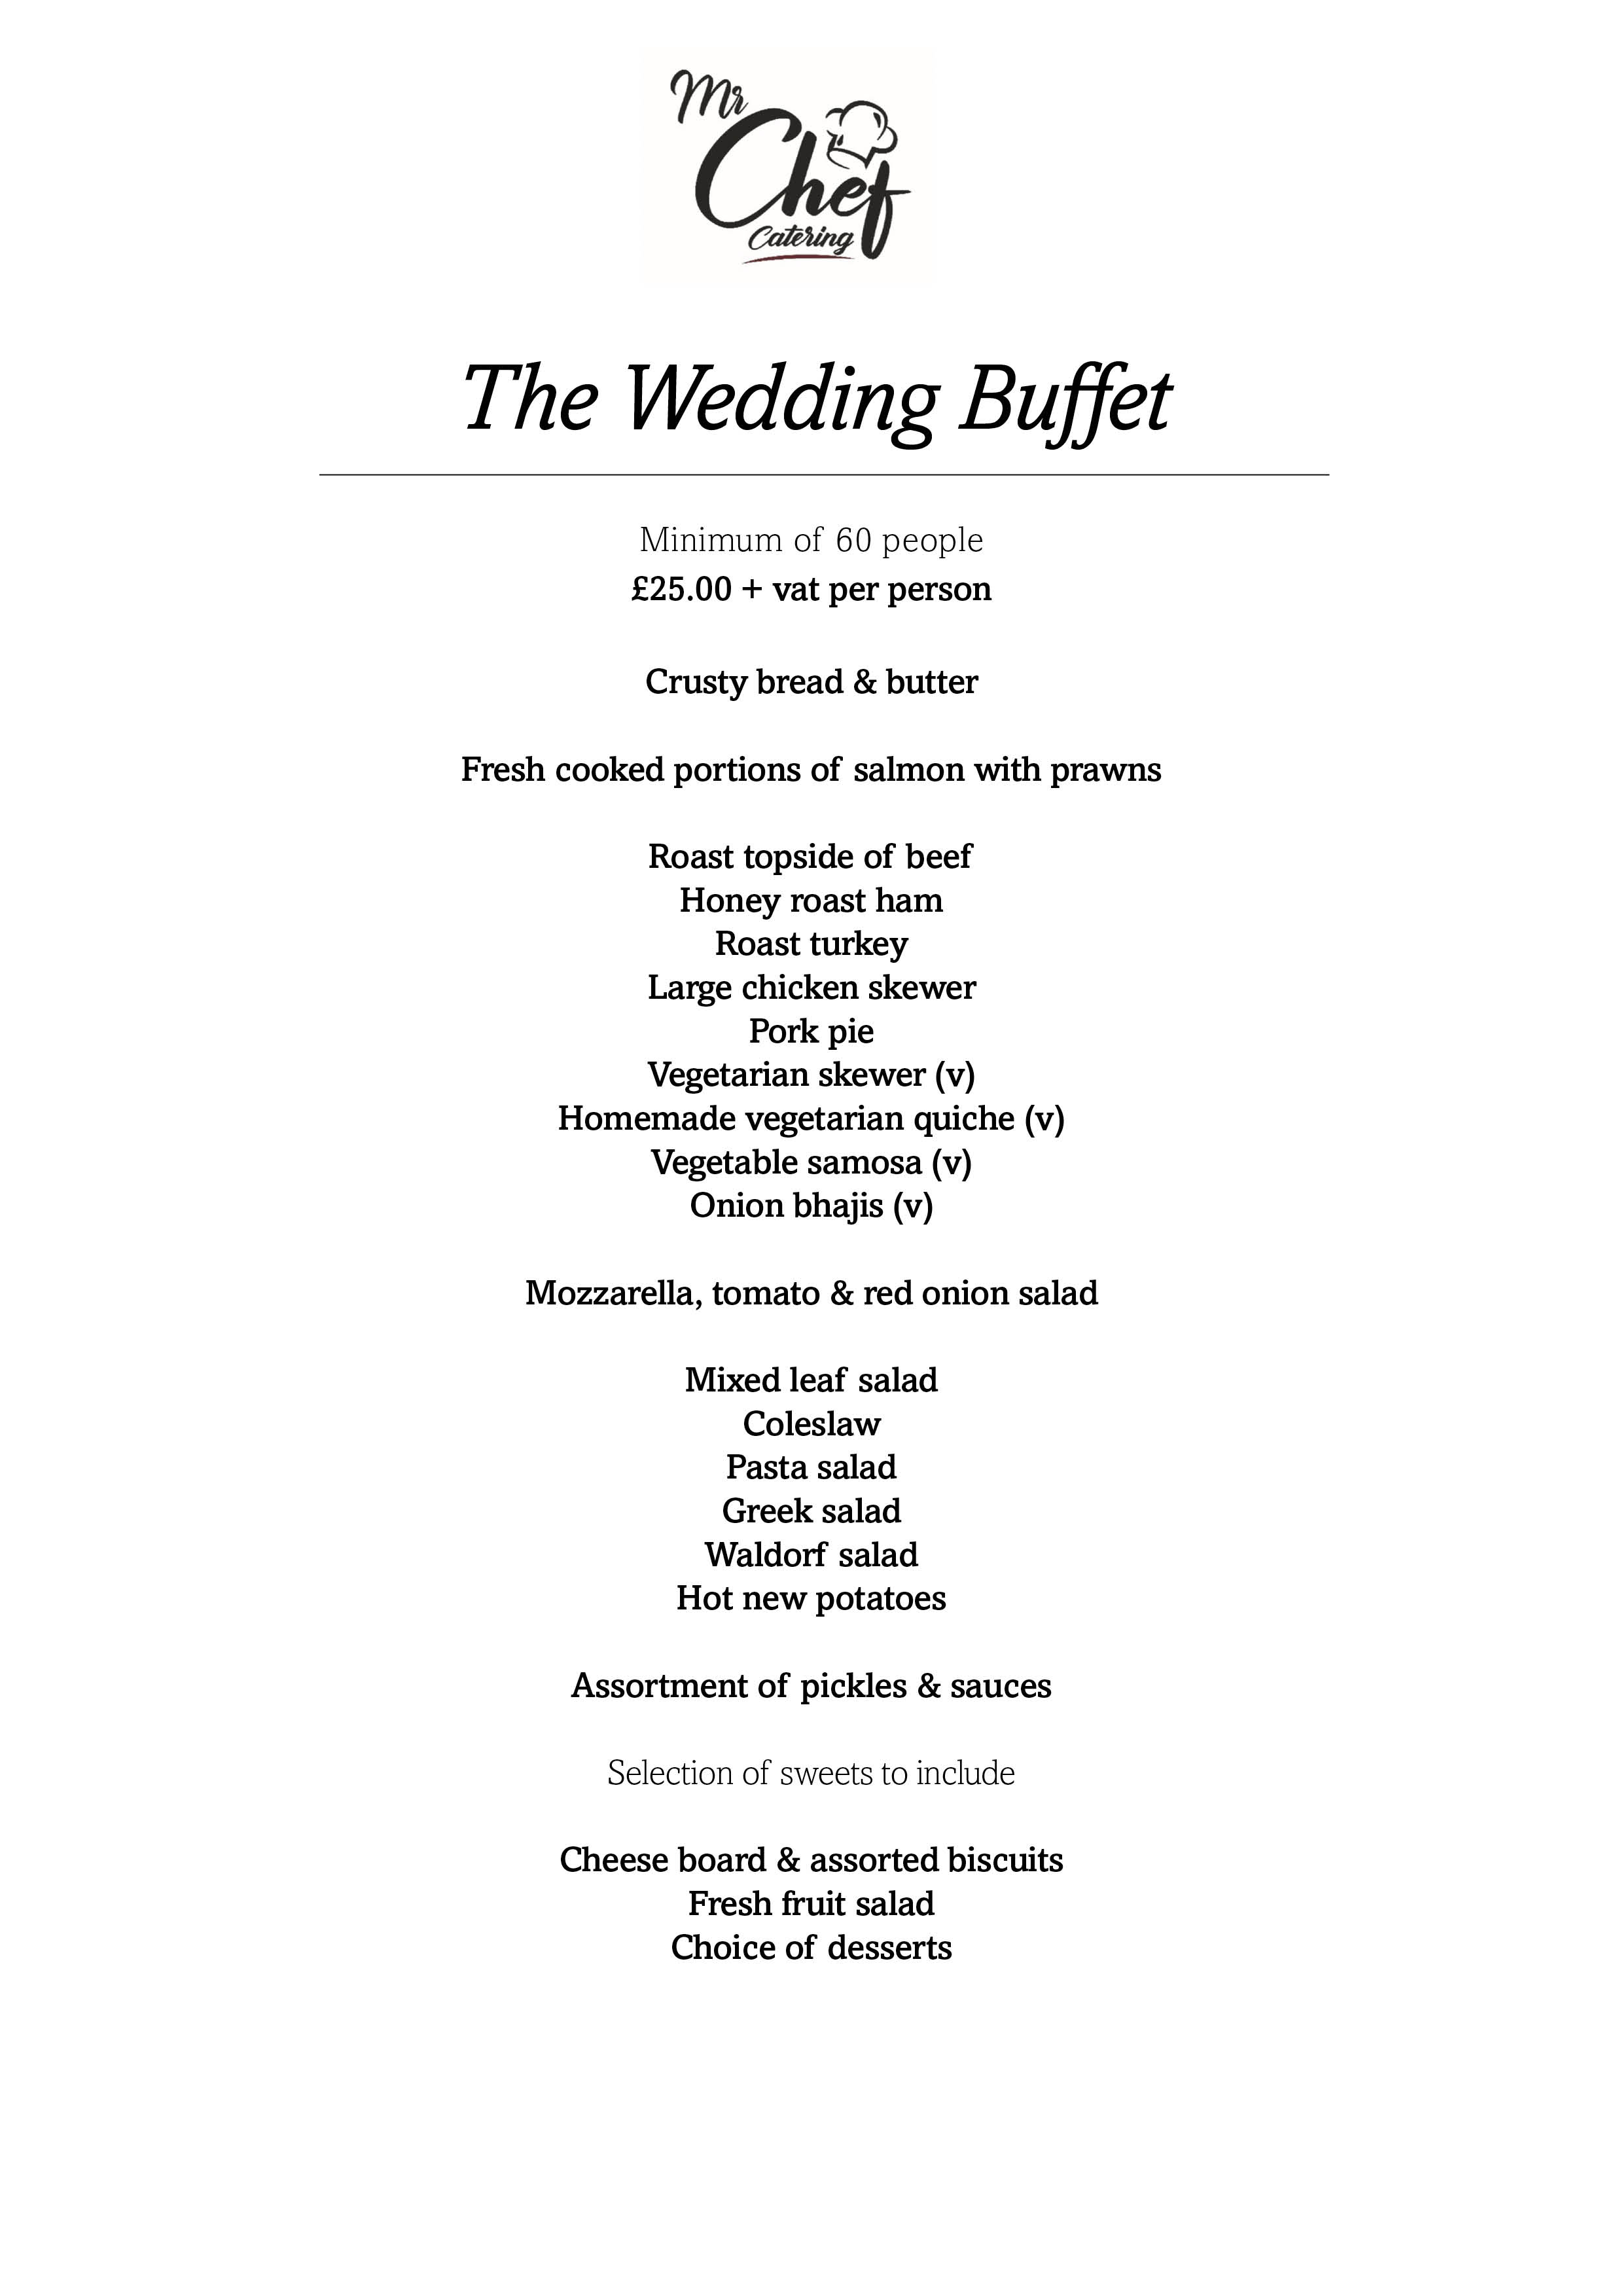 Mr
Chef
Catering
The Wedding Buffet
Minimum of 60 people
£25.00 + vat per person
Crusty bread & butter
Fresh cooked portions of salmon with prawns
Roast topside of beef
Honey roast ham
Roast turkey
Large chicken skewer
Pork pie
Vegetarian skewer (v)
Homemade vegetarian quiche (v)
Vegetable samosa (v)
Onion bhajis (v)
Mozzarella, tomato & red onion salad
Mixed leaf salad
Coleslaw
Pasta salad
Greek salad
Waldorf salad
Hot new potatoes
Assortment of pickles & sauces
Selection of sweets to include
Cheese board & assorted biscuits
Fresh fruit salad
Choice of desserts